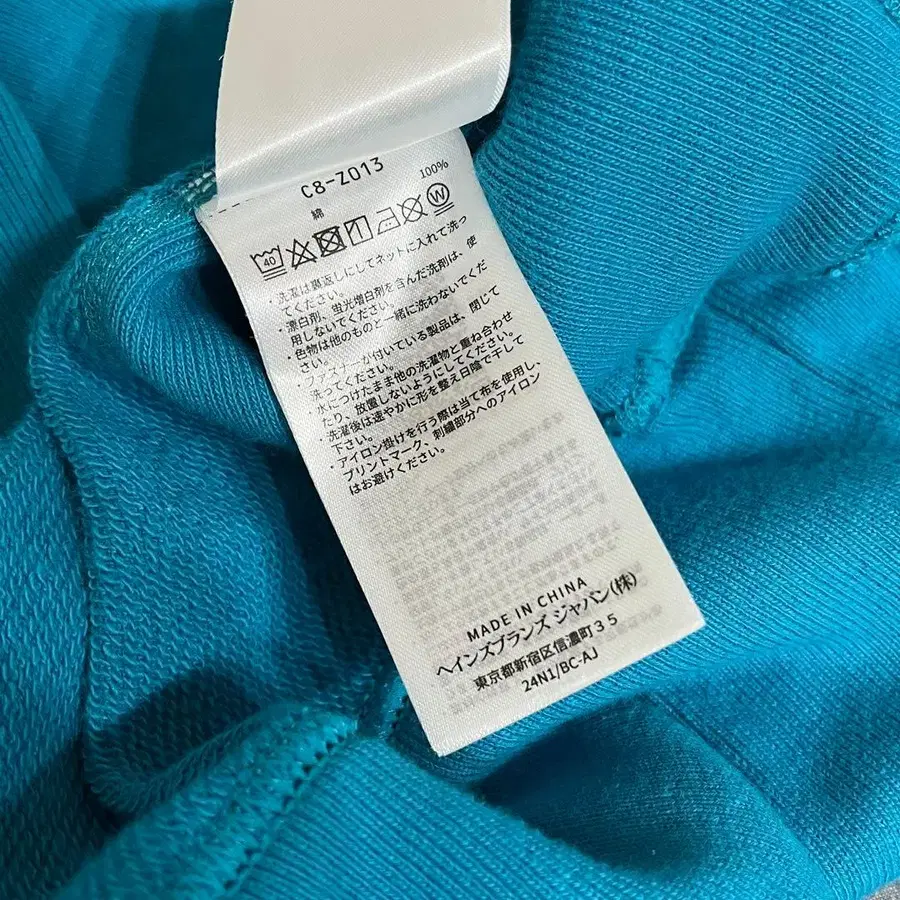 C8-Z013
綿 100%
40
W
・洗濯は裏返しにしてネットに入れて洗っ
てください。
・漂白剤、蛍光増白剤を含んだ洗剤は、使
用しないでください。
・色物は他のものと一緒に洗わないでくだ
さい。
・ファスナーが付いている製品は、閉じて
洗ってください。
・水につけたまま他の洗濯物と重ね合わせ
たり、放置しないようにしてください。
・洗濯後は速やかに形を整え日陰で干して
下さい。
・アイロン掛けを行う際は当て布を使用し、
プリントマーク、刺繍部分へのアイロン
はお避けください。
MADE IN CHINA
ヘインズブランズ ジャパン(株)
東京都新宿区信濃町35
24N1/BC-AJ